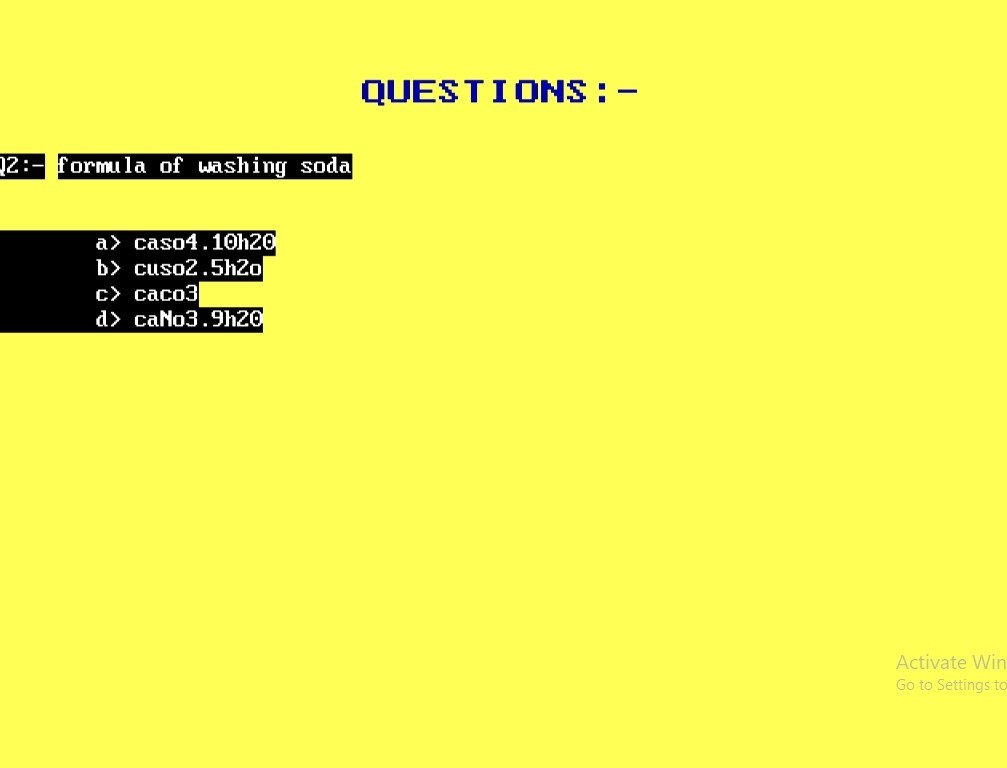 QUESTIONS:-
Q2:- formula of washing soda
a> caso4.10h20
b> cuso2.5h2o
c> caco3
d> caNo3.9h20
Activate Win
Go to Settings to